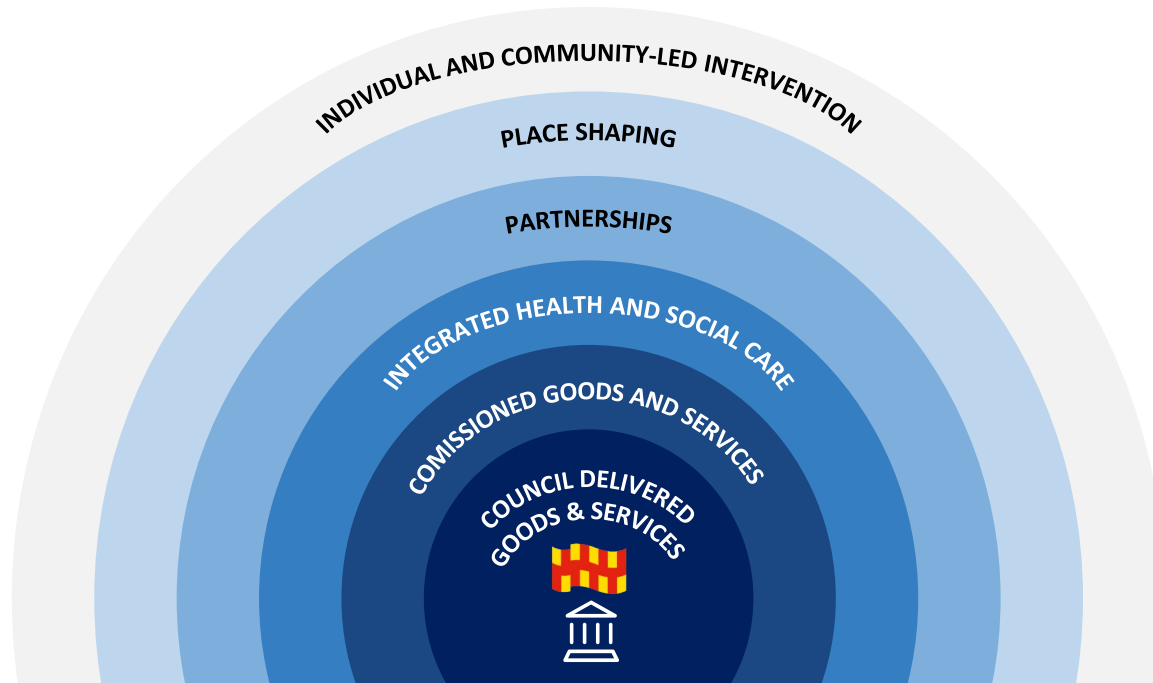 INDIVIDUAL AND COMMUNITY-LED INTERVENTION
PLACE SHAPING
PARTNERSHIPS
INTEGRATED HEALTH AND SOCIAL CARE
COMISSIONED GOODS AND SERVICES
COUNCIL DELIVERED
GOODS & SERVICES